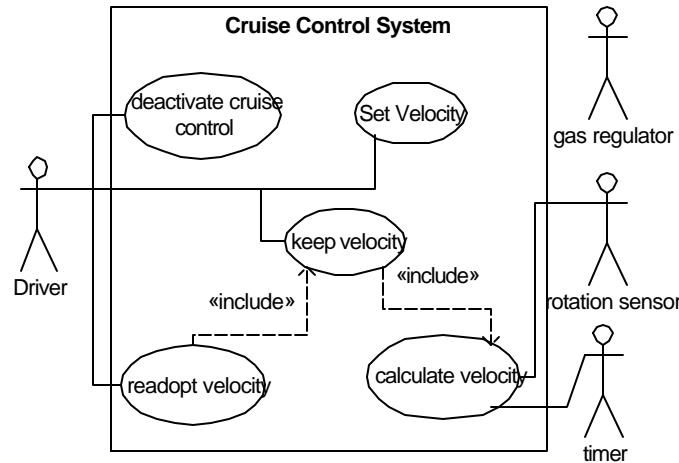 Cruise Control System
deactivate cruise
control
Set Velocity
gas regulator
keep velocity
«include»
Driver
«include»
rotation sensor
readopt velocity
calculate velocity
timer